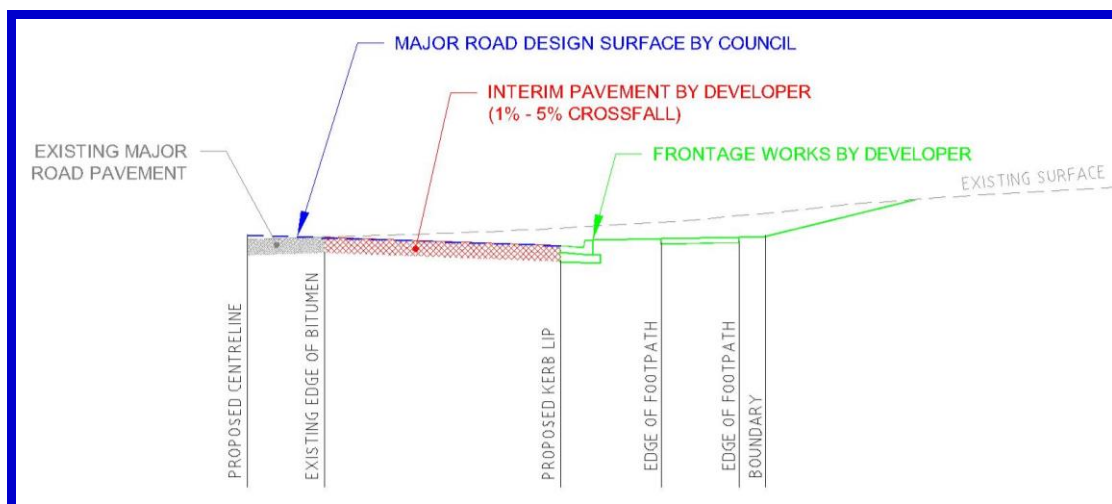 MAJOR ROAD DESIGN SURFACE BY COUNCIL
INTERIM PAVEMENT BY DEVELOPER
(1% - 5% CROSSFALL)
EXISTING MAJOR
ROAD PAVEMENT
FRONTAGE WORKS BY DEVELOPER
EXISTING SURFACE
PROPOSED CENTRELINE
EXISTING EDGE OF BITUMEN
PROPOSED KERB LIP
EDGE OF FOOTPATH
EDGE OF FOOTPATH
BOUNDARY